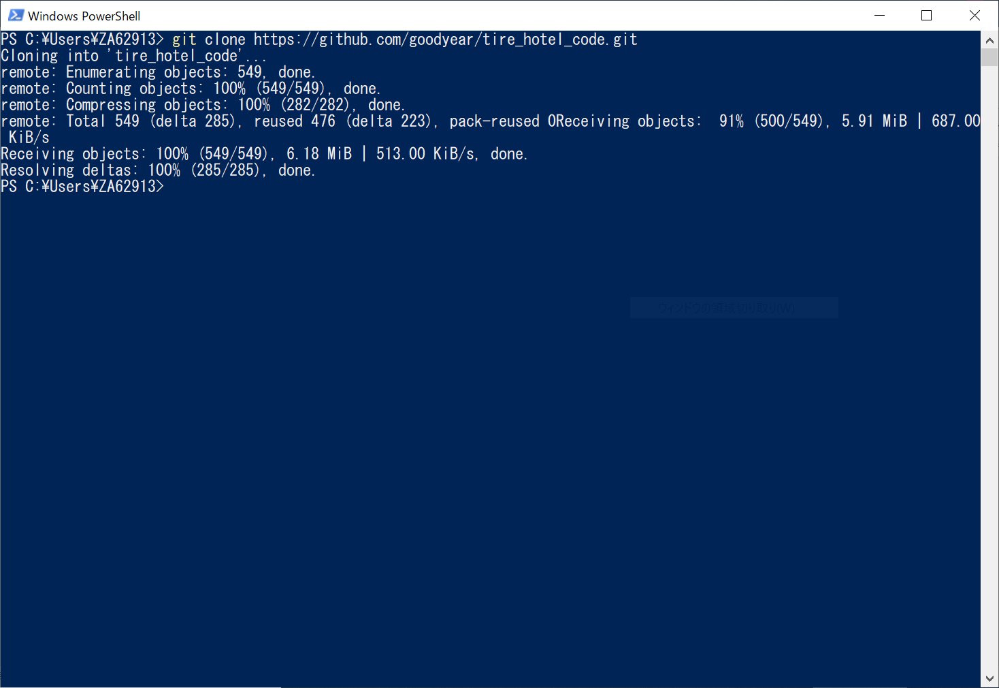 Windows PowerShell
PS C:¥Users¥ZA62913> git clone https://github.com/goodyear/tire_hotel_code.git
Cloning into 'tire_hotel_code'...
remote: Enumerating objects: 549, done.
remote: Counting objects: 100% (549/549), done.
remote: Compressing objects: 100% (282/282), done.
remote: Total 549 (delta 285), reused 476 (delta 223), pack-reused 0Receiving objects:  91% (500/549), 5.91 MiB | 687.00
 KiB/s
Receiving objects: 100% (549/549), 6.18 MiB | 513.00 KiB/s, done.
Resolving deltas: 100% (285/285), done.
PS C:¥Users¥ZA62913>
ウィンドウの領域切り取り(W)